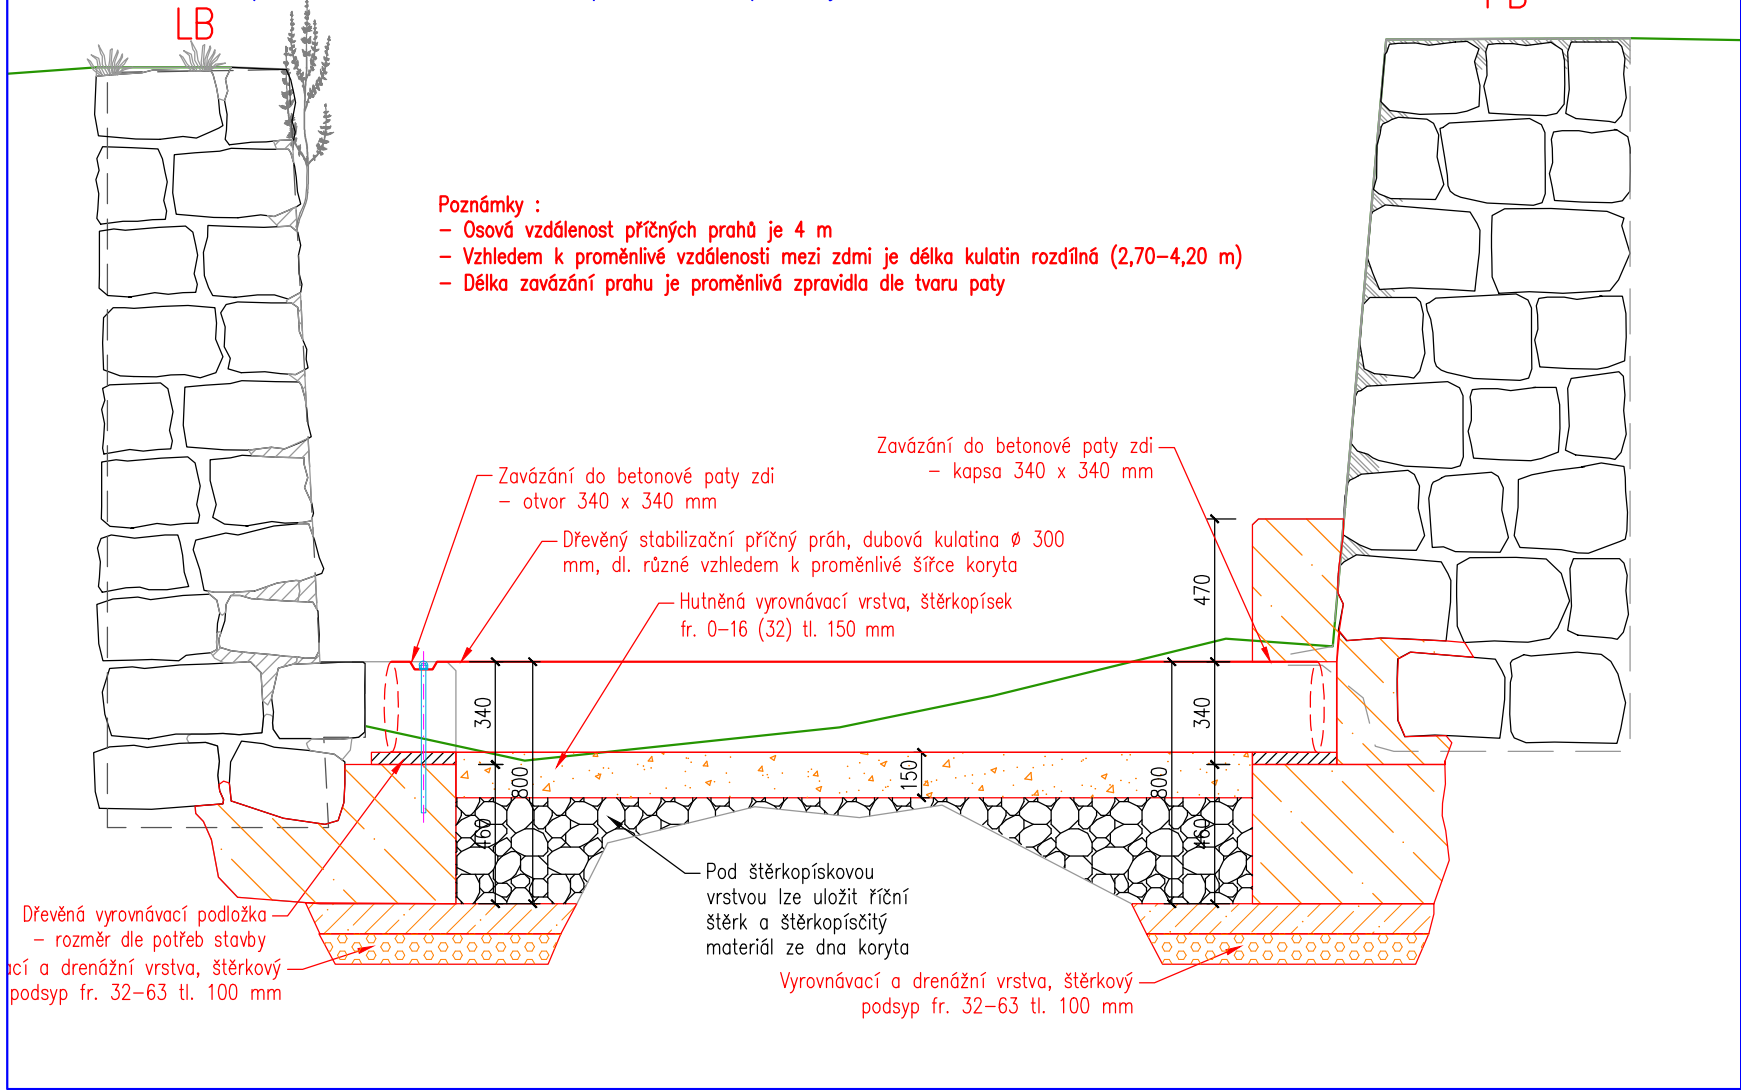 LB
Poznámky :
– Osová vzdálenost příčných prahů je 4 m
– Vzhledem k proměnlivé vzdálenosti mezi zdmi je délka kulatin rozdílná (2,70–4,20 m)
– Délka zavázání prahu je proměnlivá zpravidla dle tvaru paty
Zavázání do betonové paty zdi
– kapsa 340 x 340 mm
Zavázání do betonové paty zdi
– otvor 340 x 340 mm
Dřevěný stabilizační příčný práh, dubová kulatina ø 300
mm, dl. různé vzhledem k proměnlivé šířce koryta
Hutněná vyrovnávací vrstva, štěrkopísek
fr. 0–16 (32) tl. 150 mm
470
340
340
800
150
800
460
460
Pod štěrkopískovou
vrstvou lze uložit říční
štěrk a štěrkopísčitý
materiál ze dna koryta
Dřevěná vyrovnávací podložka
– rozměr dle potřeb stavby
ací a drenážní vrstva, štěrkový
podsyp fr. 32–63 tl. 100 mm
Vyrovnávací a drenážní vrstva, štěrkový
podsyp fr. 32–63 tl. 100 mm